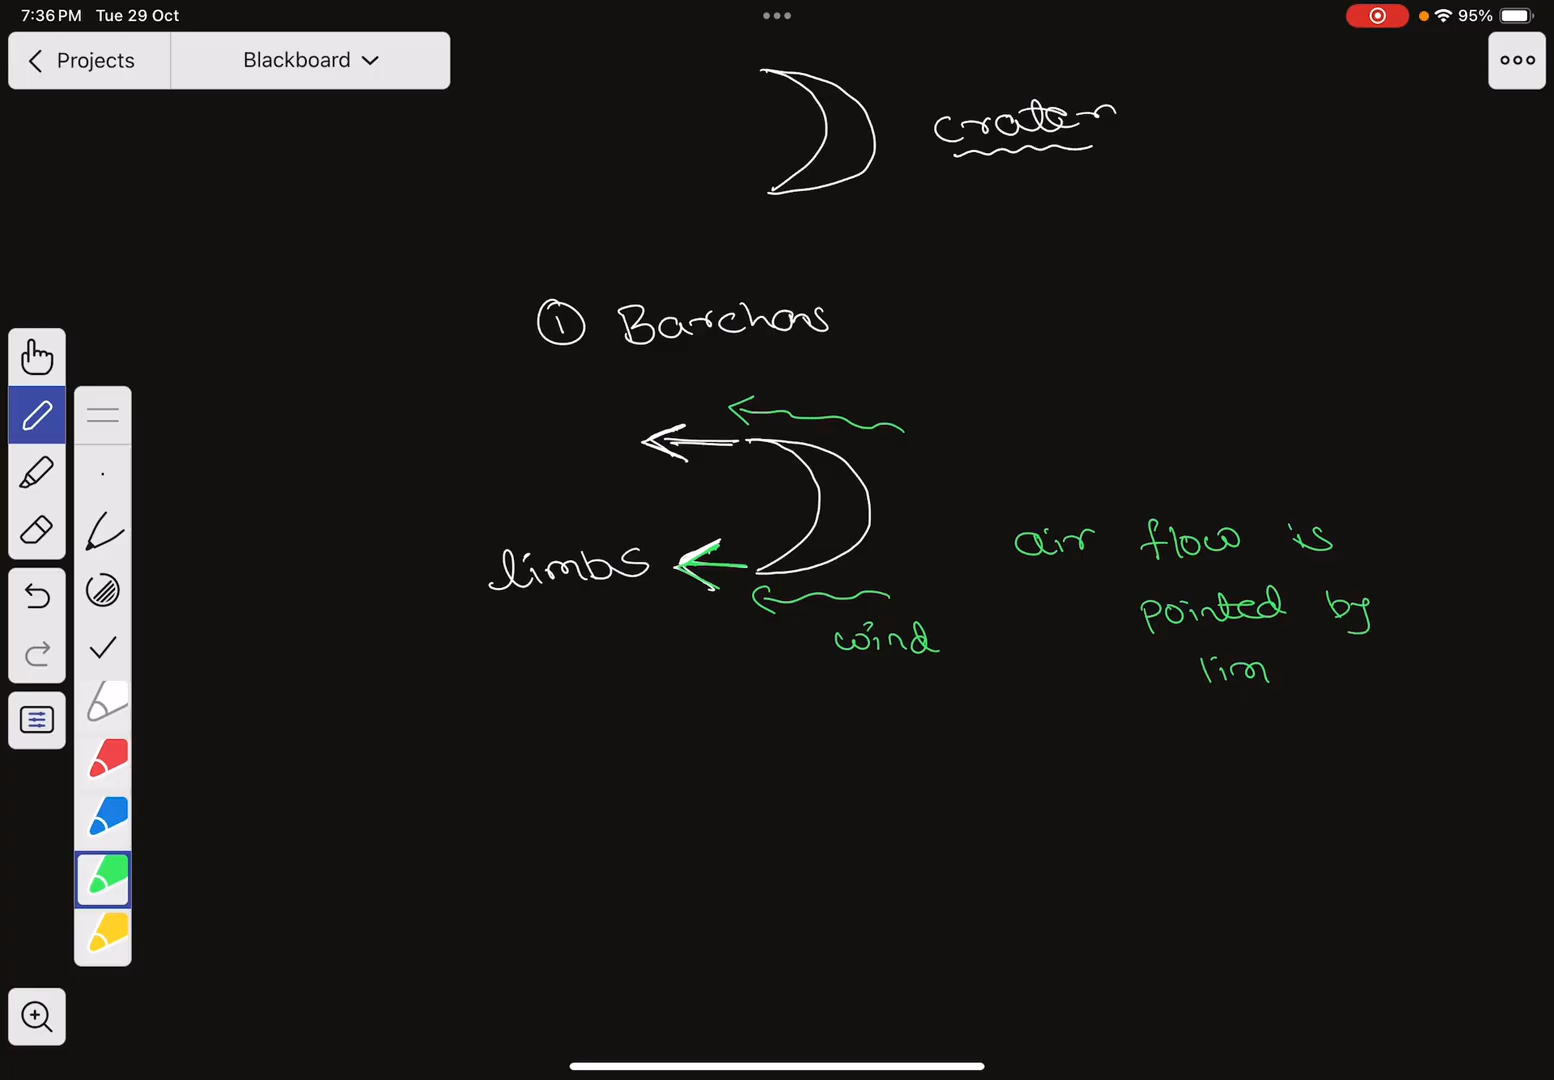 7:36 PM Tue 29 Oct
95%
Projects
Blackboard
crater
① Barchans
limbs
wind
air flow is
pointed by
lim